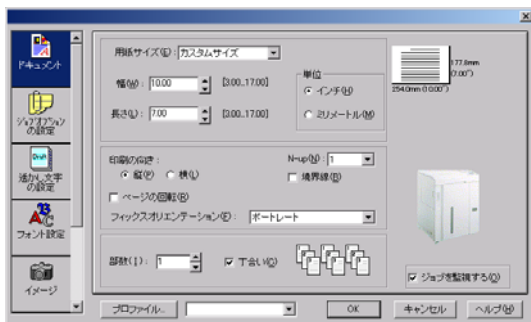 ドキュメント
ジョブオプション
の設定
Draft
透かし文字
の設定
フォント設定
イメージ
用紙サイズ(E): カスタムサイズ
幅(W): 10.00 [3.00..17.00]
長さ(L): 7.00 [3.00..17.00]
単位
インチ(H)
ミリメートル(M)
177.8mm
(7.00")
254.0mm (10.00")
印刷の向き:
縦(P) 横(L)
N-up(N): 1
境界線(B)
ページの回転(R)
フィックスオリエンテーション(F): ポートレート
部数(I): 1 丁合い(O)
ジョブを監視する(O)
プロファイル... OK キャンセル ヘルプ(H)